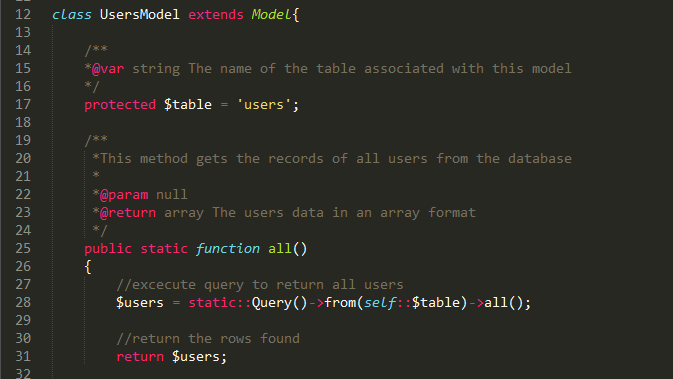 12 class UsersModel extends Model{
13
14 /**
15 *@var string The name of the table associated with this model
16 */
17 protected $table = 'users';
18
19 /**
20 *This method gets the records of all users from the database
21 *
22 *@param null
23 *@return array The users data in an array format
24 */
25 public static function all()
26 {
27 //excecute query to return all users
28 $users = static::Query()->from(self::$table)->all();
29
30 //return the rows found
31 return $users;
32